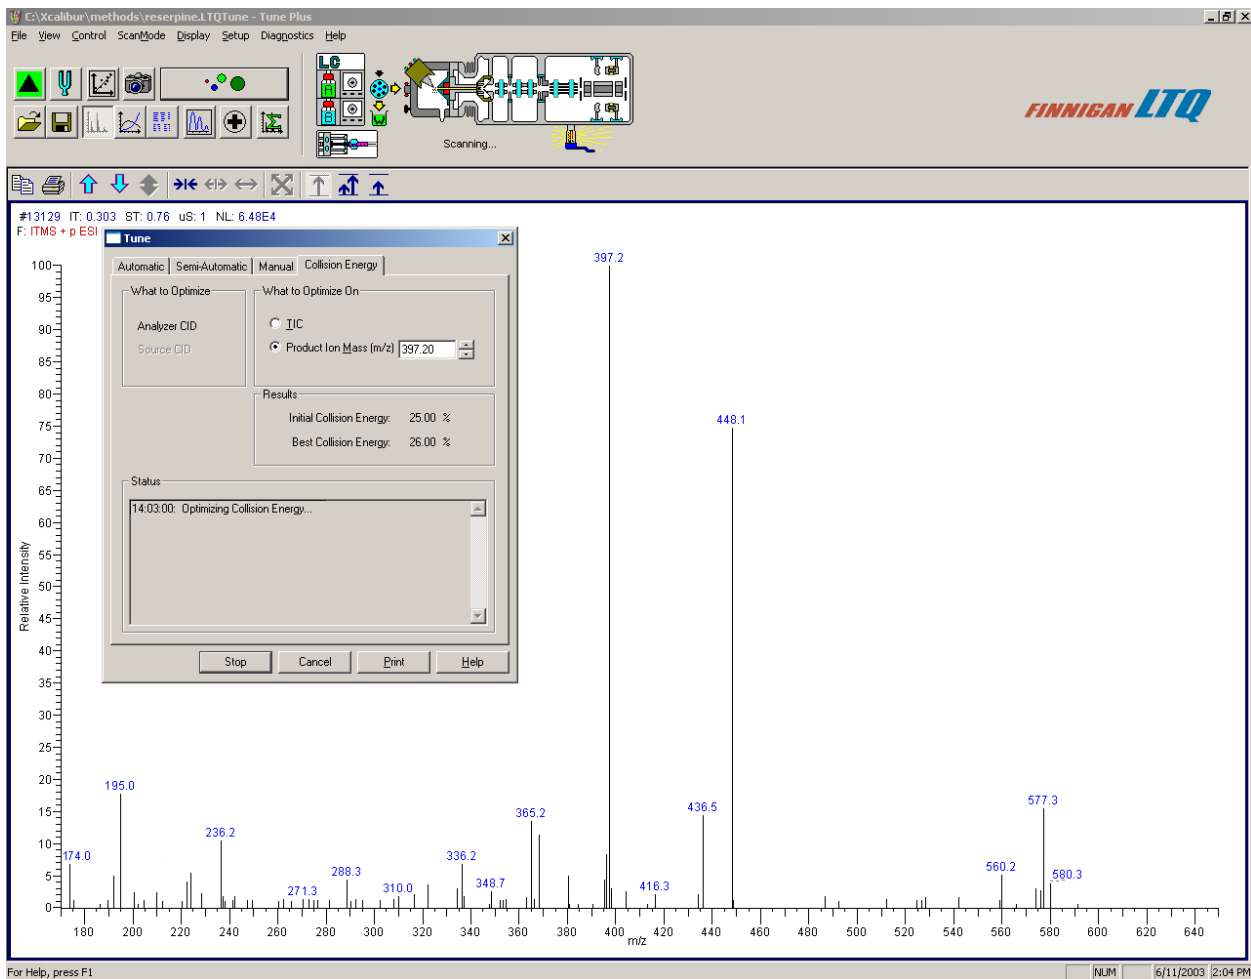 C:\Xcalibur\methods\reserpine.LTQTune - Tune Plus
File View Control ScanMode Display Setup Diagnostics Help
LC
A
B
Scanning...
FINNIGAN LTQ
#13129 IT: 0.303 ST: 0.76 uS: 1 NL: 6.48E4
F: ITMS + p ESI
Tune
Automatic Semi-Automatic Manual Collision Energy
What to Optimize
Analyzer CID
Source CID
What to Optimize On
TIC
Product Ion Mass (m/z) 397.20
Results
Initial Collision Energy: 25.00 %
Best Collision Energy: 26.00 %
Status
14:03:00: Optimizing Collision Energy...
Stop Cancel Print Help
Relative Intensity
100
95
90
85
80
75
70
65
60
55
50
45
40
35
30
25
20
15
10
5
0
397.2
448.1
195.0
577.3
436.5
365.2
236.2
174.0
336.2
560.2
580.3
288.3
348.7
416.3
310.0
271.3
180 200 220 240 260 280 300 320 340 360 380 400 420 440 460 480 500 520 540 560 580 600 620 640
m/z
For Help, press F1
NUM 6/11/2003 2:04 PM